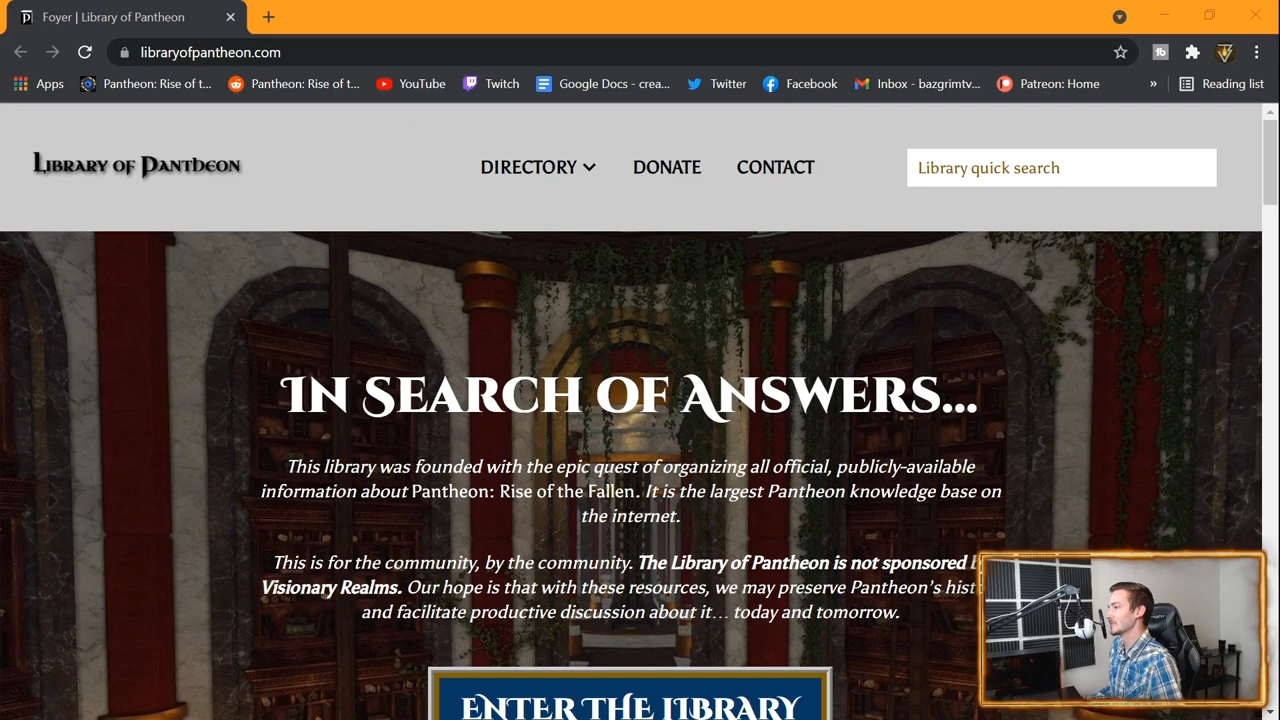 Foyer | Library of Pantheon
libraryofpantheon.com
Apps Pantheon: Rise of t... Pantheon: Rise of t... YouTube Twitch Google Docs - crea... Twitter Facebook Inbox - bazgrimtv... Patreon: Home » Reading list
Library of Pantheon DIRECTORY DONATE CONTACT Library quick search
In Search of Answers...
This library was founded with the epic quest of organizing all official, publicly-available
information about Pantheon: Rise of the Fallen. It is the largest Pantheon knowledge base on
the internet.
This is for the community, by the community. The Library of Pantheon is not sponsored
Visionary Realms. Our hope is that with these resources, we may preserve Pantheon's hist
and facilitate productive discussion about it... today and tomorrow.
Enter the Library